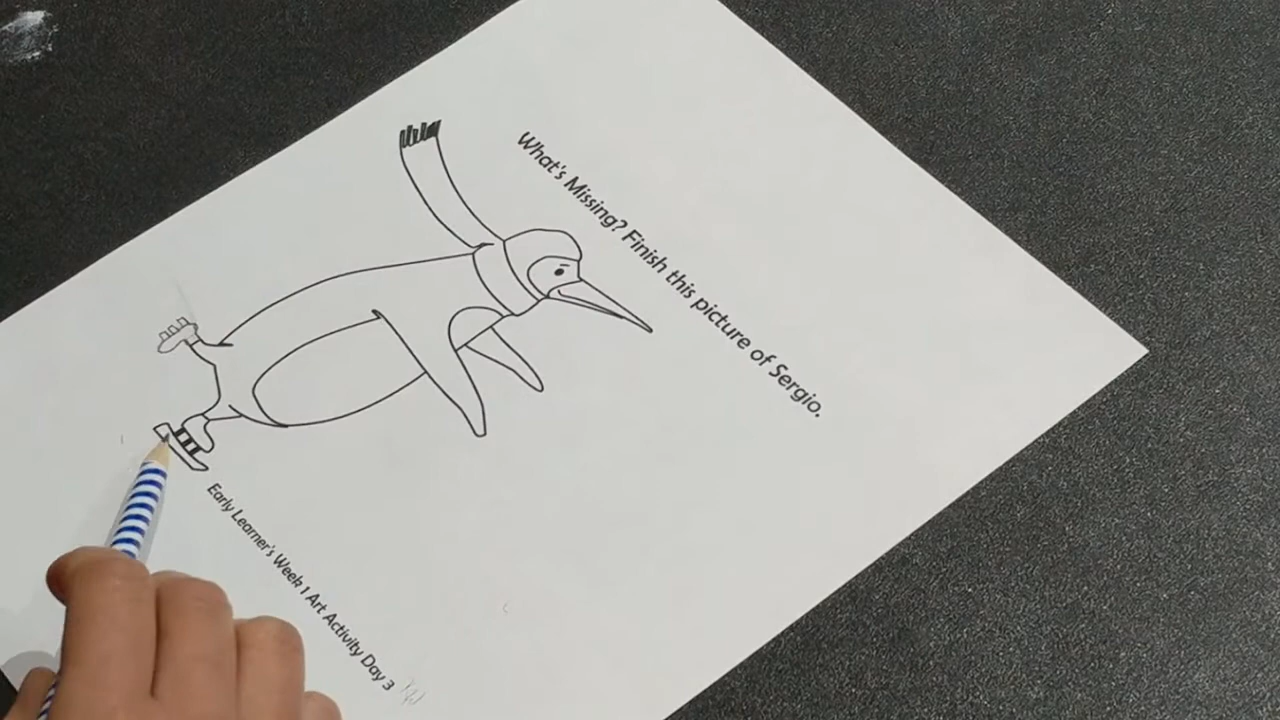 What's Missing? Finish this picture of Sergio.
Early Learner's Week 1 Art Activity Day 3